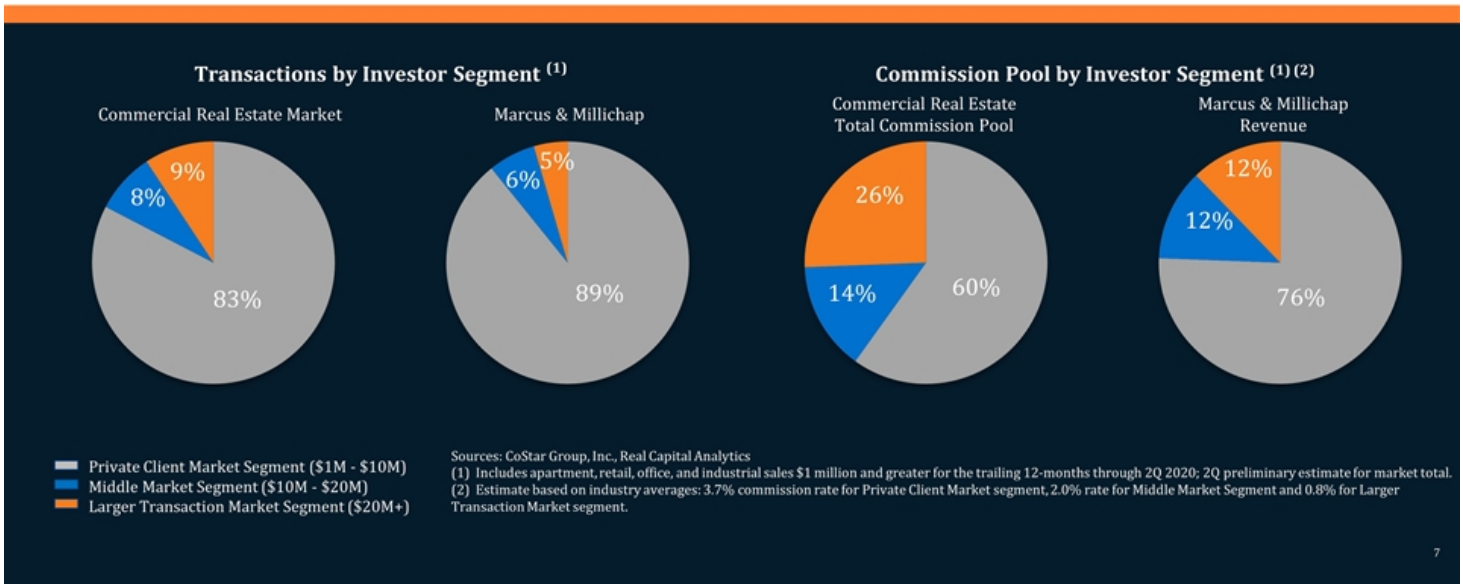 Transactions by Investor Segment (1)
Commercial Real Estate Market
Marcus & Millichap
9%
8%
83%
5%
6%
89%
Commission Pool by Investor Segment (1) (2)
Commercial Real Estate
Total Commission Pool
Marcus & Millichap
Revenue
26%
14%
60%
12%
12%
76%
Private Client Market Segment ($1M - $10M)
Middle Market Segment ($10M - $20M)
Larger Transaction Market Segment ($20M+)
Sources: CoStar Group, Inc., Real Capital Analytics
(1) Includes apartment, retail, office, and industrial sales $1 million and greater for the trailing 12-months through 2Q 2020; 2Q preliminary estimate for market total.
(2) Estimate based on industry averages: 3.7% commission rate for Private Client Market segment, 2.0% rate for Middle Market Segment and 0.8% for Larger
Transaction Market segment.
7